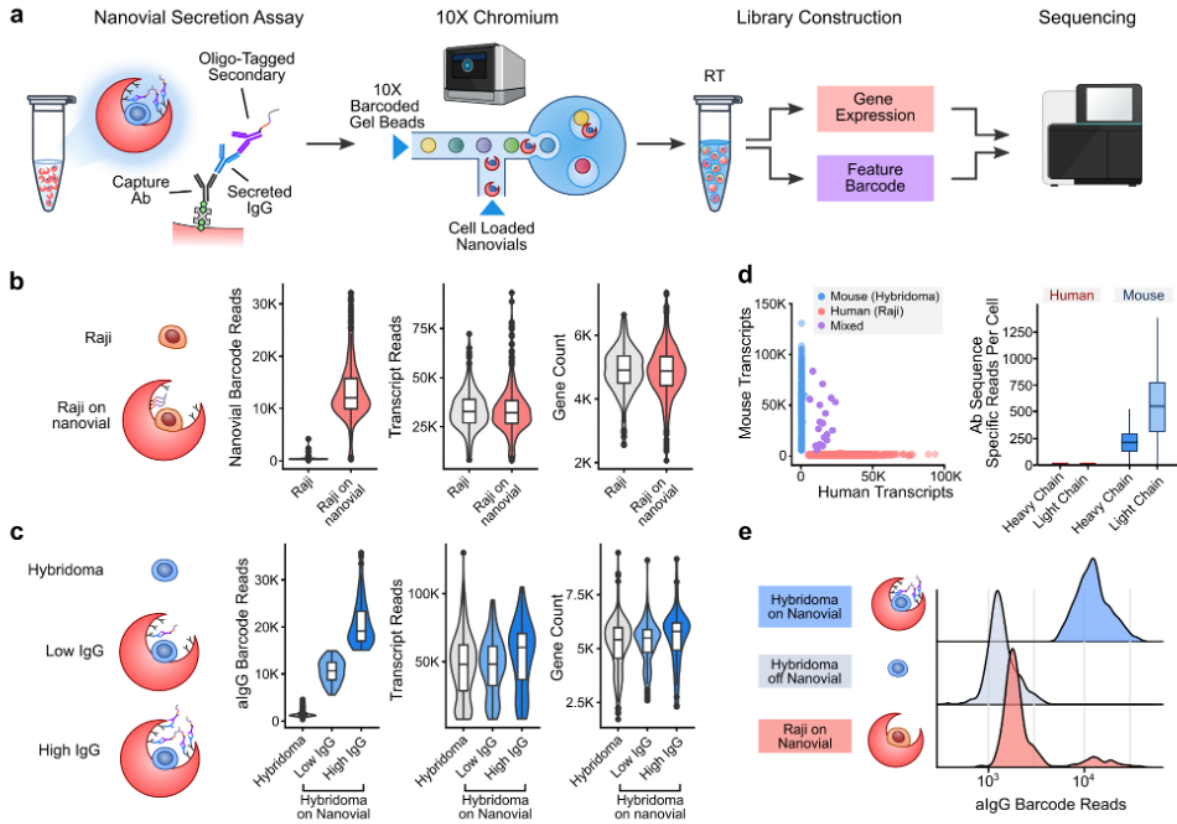 a
Nanovial Secretion Assay
10X Chromium
Library Construction
Sequencing
Oligo-Tagged
Secondary
Capture
Ab
Secreted
IgG
10X
Barcoded
Gel Beads
Cell Loaded
Nanovials
RT
Gene
Expression
Feature
Barcode
b
Raji
Raji on
nanovial
Nanovial Barcode Reads
30K
20K
10K
0
Raji
Raji on
nanovial
Transcript Reads
75K
50K
25K
Raji
Raji on
nanovial
Gene Count
6K
4K
2K
Raji
Raji on
nanovial
c
Hybridoma
Low IgG
High IgG
aIgG Barcode Reads
30K
20K
10K
0
Hybridoma
Low IgG
High IgG
Hybridoma
on Nanovial
Transcript Reads
100K
50K
0
Hybridoma
Low IgG
High IgG
Hybridoma
on Nanovial
Gene Count
7.5K
5K
2.5K
Hybridoma
Low IgG
High IgG
Hybridoma
on nanovial
d
Mouse Transcripts
150K
100K
50K
0
0
50K
100K
Human Transcripts
Mouse (Hybridoma)
Human (Raji)
Mixed
Ab Sequence
Specific Reads Per Cell
Human
Mouse
1250
1000
750
500
250
0
Heavy Chain
Light Chain
Heavy Chain
Light Chain
e
Hybridoma
on Nanovial
Hybridoma
off Nanovial
Raji on
Nanovial
10³
10⁴
aIgG Barcode Reads